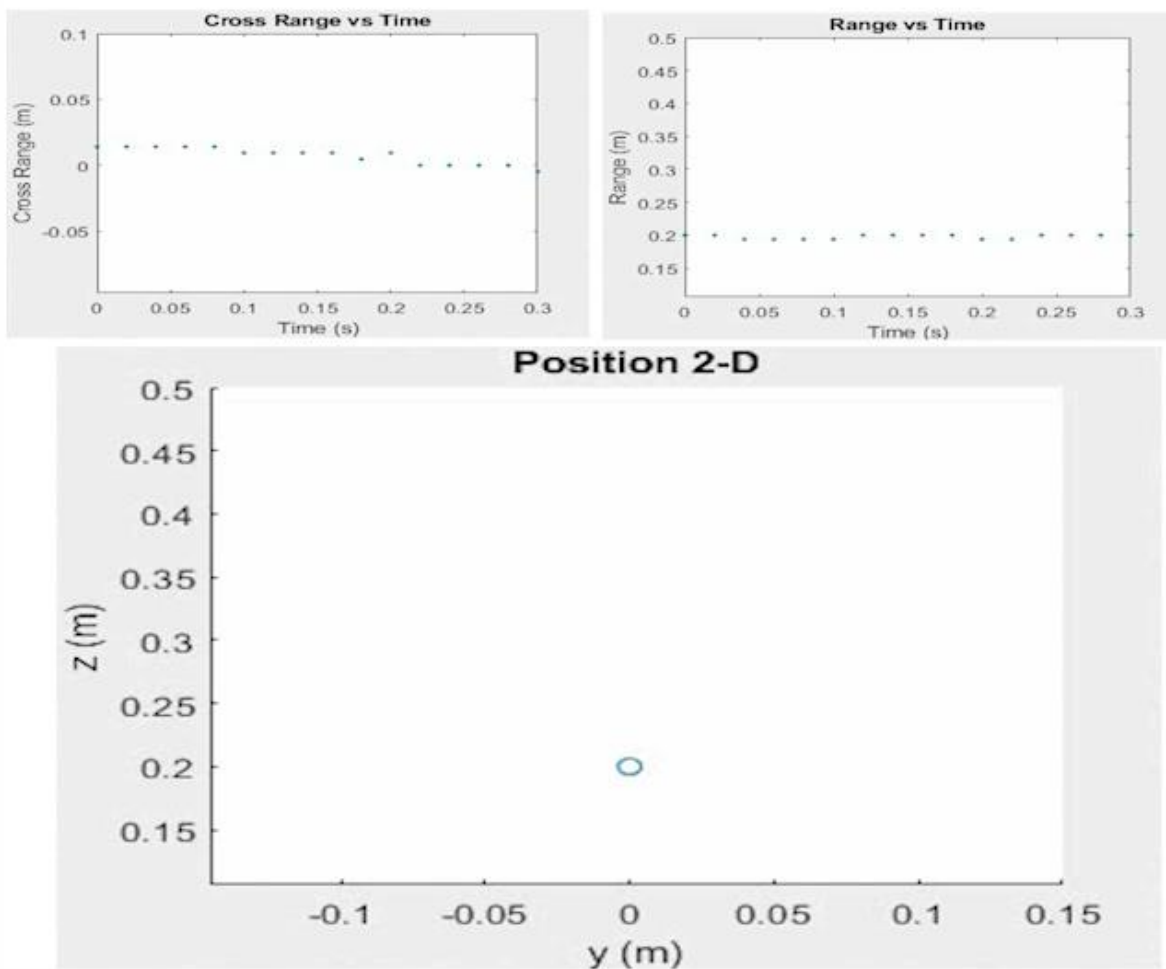 Cross Range vs Time
0.1
0.05
0
-0.05
Cross Range (m)
0 0.05 0.1 0.15 0.2 0.25 0.3
Time (s)
Range vs Time
0.5
0.45
0.4
0.35
0.3
0.25
0.2
0.15
Range (m)
0 0.05 0.1 0.15 0.2 0.25 0.3
Time (s)
Position 2-D
0.5
0.45
0.4
0.35
0.3
0.25
0.2
0.15
z (m)
-0.1 -0.05 0 0.05 0.1 0.15
y (m)